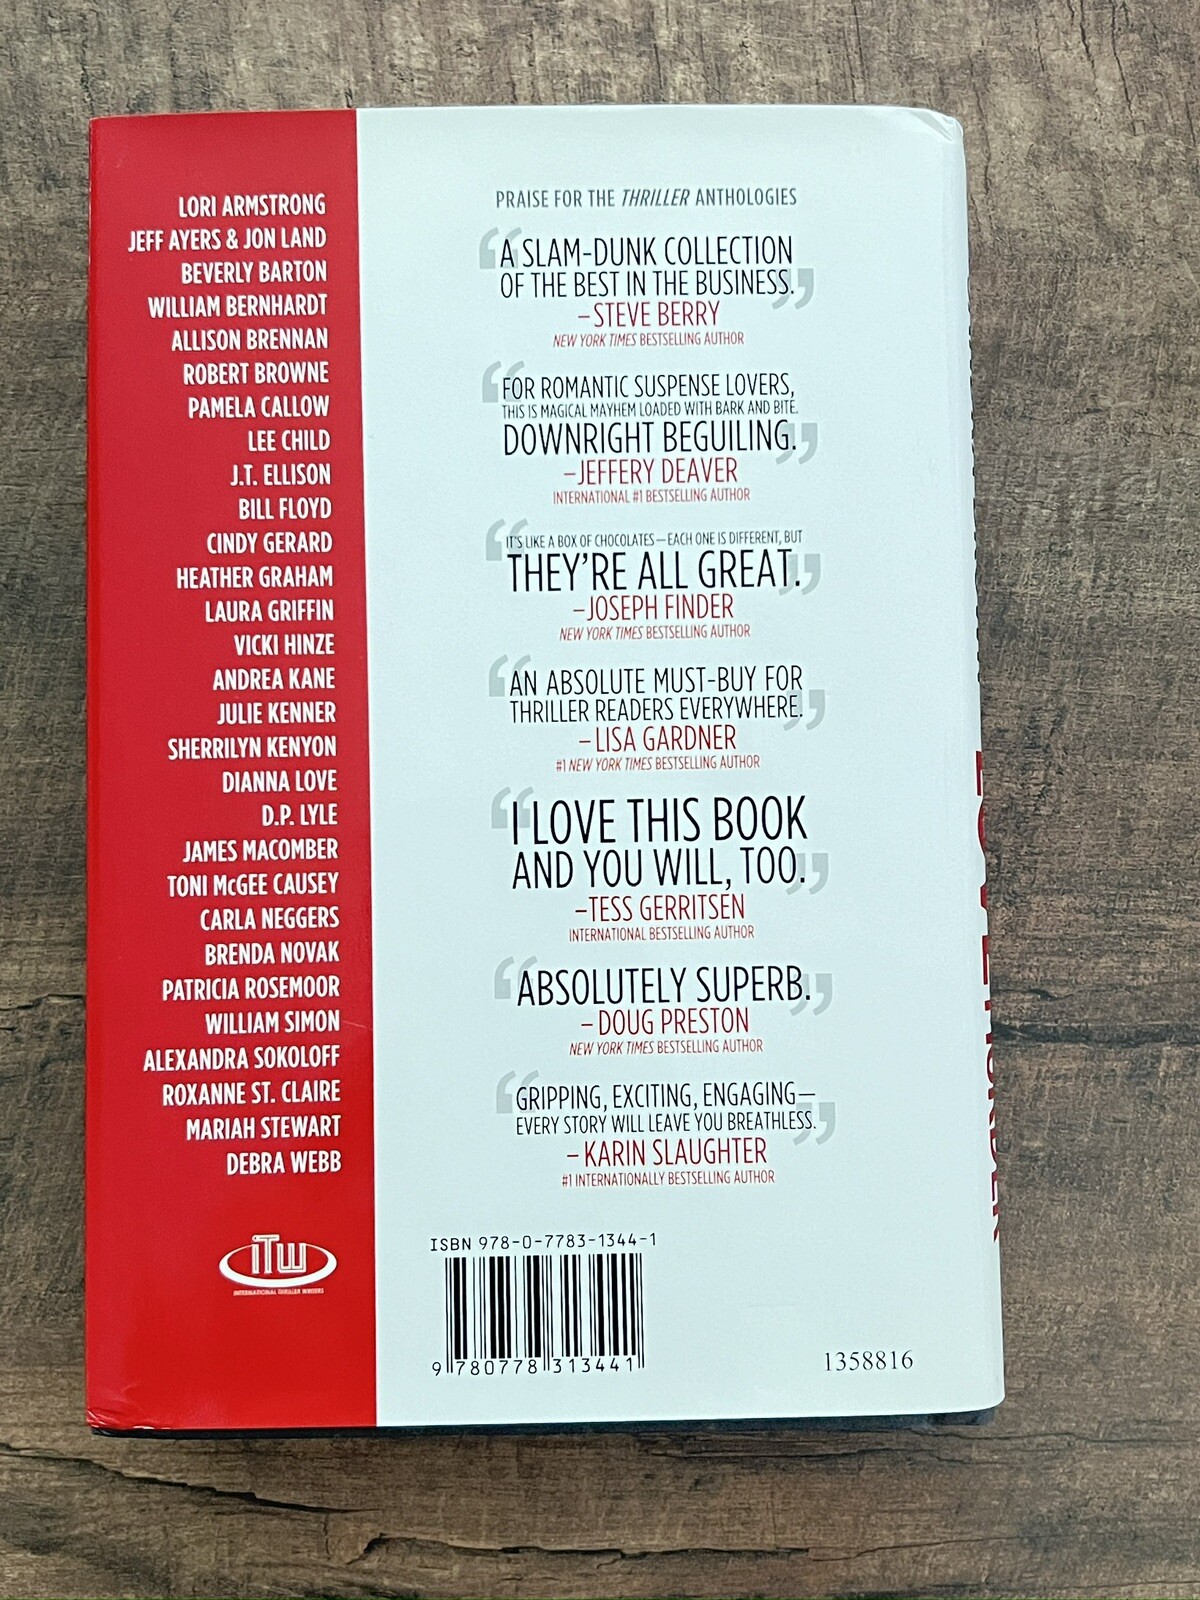 LORI ARMSTRONG
JEFF AYERS & JON LAND
BEVERLY BARTON
WILLIAM BERNHARDT
ALLISON BRENNAN
ROBERT BROWNE
PAMELA CALLOW
LEE CHILD
J.T. ELLISON
BILL FLOYD
CINDY GERARD
HEATHER GRAHAM
LAURA GRIFFIN
VICKI HINZE
ANDREA KANE
JULIE KENNER
SHERRILYN KENYON
DIANNA LOVE
D.P. LYLE
JAMES MACOMBER
TONI McGEE CAUSEY
CARLA NEGGERS
BRENDA NOVAK
PATRICIA ROSEMOOR
WILLIAM SIMON
ALEXANDRA SOKOLOFF
ROXANNE ST. CLAIRE
MARIAH STEWART
DEBRA WEBB
iTW
INTERNATIONAL THRILLER WRITERS
PRAISE FOR THE THRILLER ANTHOLOGIES
“A SLAM-DUNK COLLECTION
OF THE BEST IN THE BUSINESS.”
–STEVE BERRY
NEW YORK TIMES BESTSELLING AUTHOR
“FOR ROMANTIC SUSPENSE LOVERS,
THIS IS MAGICAL MAYHEM LOADED WITH BARK AND BITE.
DOWNRIGHT BEGUILING.”
–JEFFERY DEAVER
INTERNATIONAL #1 BESTSELLING AUTHOR
“IT'S LIKE A BOX OF CHOCOLATES—EACH ONE IS DIFFERENT, BUT
THEY'RE ALL GREAT.”
–JOSEPH FINDER
NEW YORK TIMES BESTSELLING AUTHOR
“AN ABSOLUTE MUST-BUY FOR
THRILLER READERS EVERYWHERE.”
– LISA GARDNER
#1 NEW YORK TIMES BESTSELLING AUTHOR
“I LOVE THIS BOOK
AND YOU WILL, TOO.”
–TESS GERRITSEN
INTERNATIONAL BESTSELLING AUTHOR
“ABSOLUTELY SUPERB.”
– DOUG PRESTON
NEW YORK TIMES BESTSELLING AUTHOR
“GRIPPING, EXCITING, ENGAGING—
EVERY STORY WILL LEAVE YOU BREATHLESS.”
– KARIN SLAUGHTER
#1 INTERNATIONALLY BESTSELLING AUTHOR
ISBN 978-0-7783-1344-1
9 780778 313441
1358816